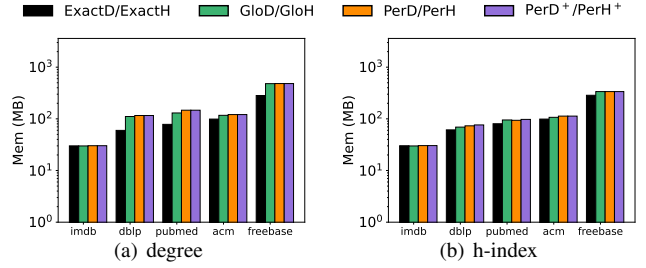 ExactD/ExactH GloD/GloH PerD/PerH PerD⁺/PerH⁺
Mem (MB)
10³
10²
10¹
10⁰
imdb dblp pubmed acm freebase
(a) degree
Mem (MB)
10³
10²
10¹
10⁰
imdb dblp pubmed acm freebase
(b) h-index